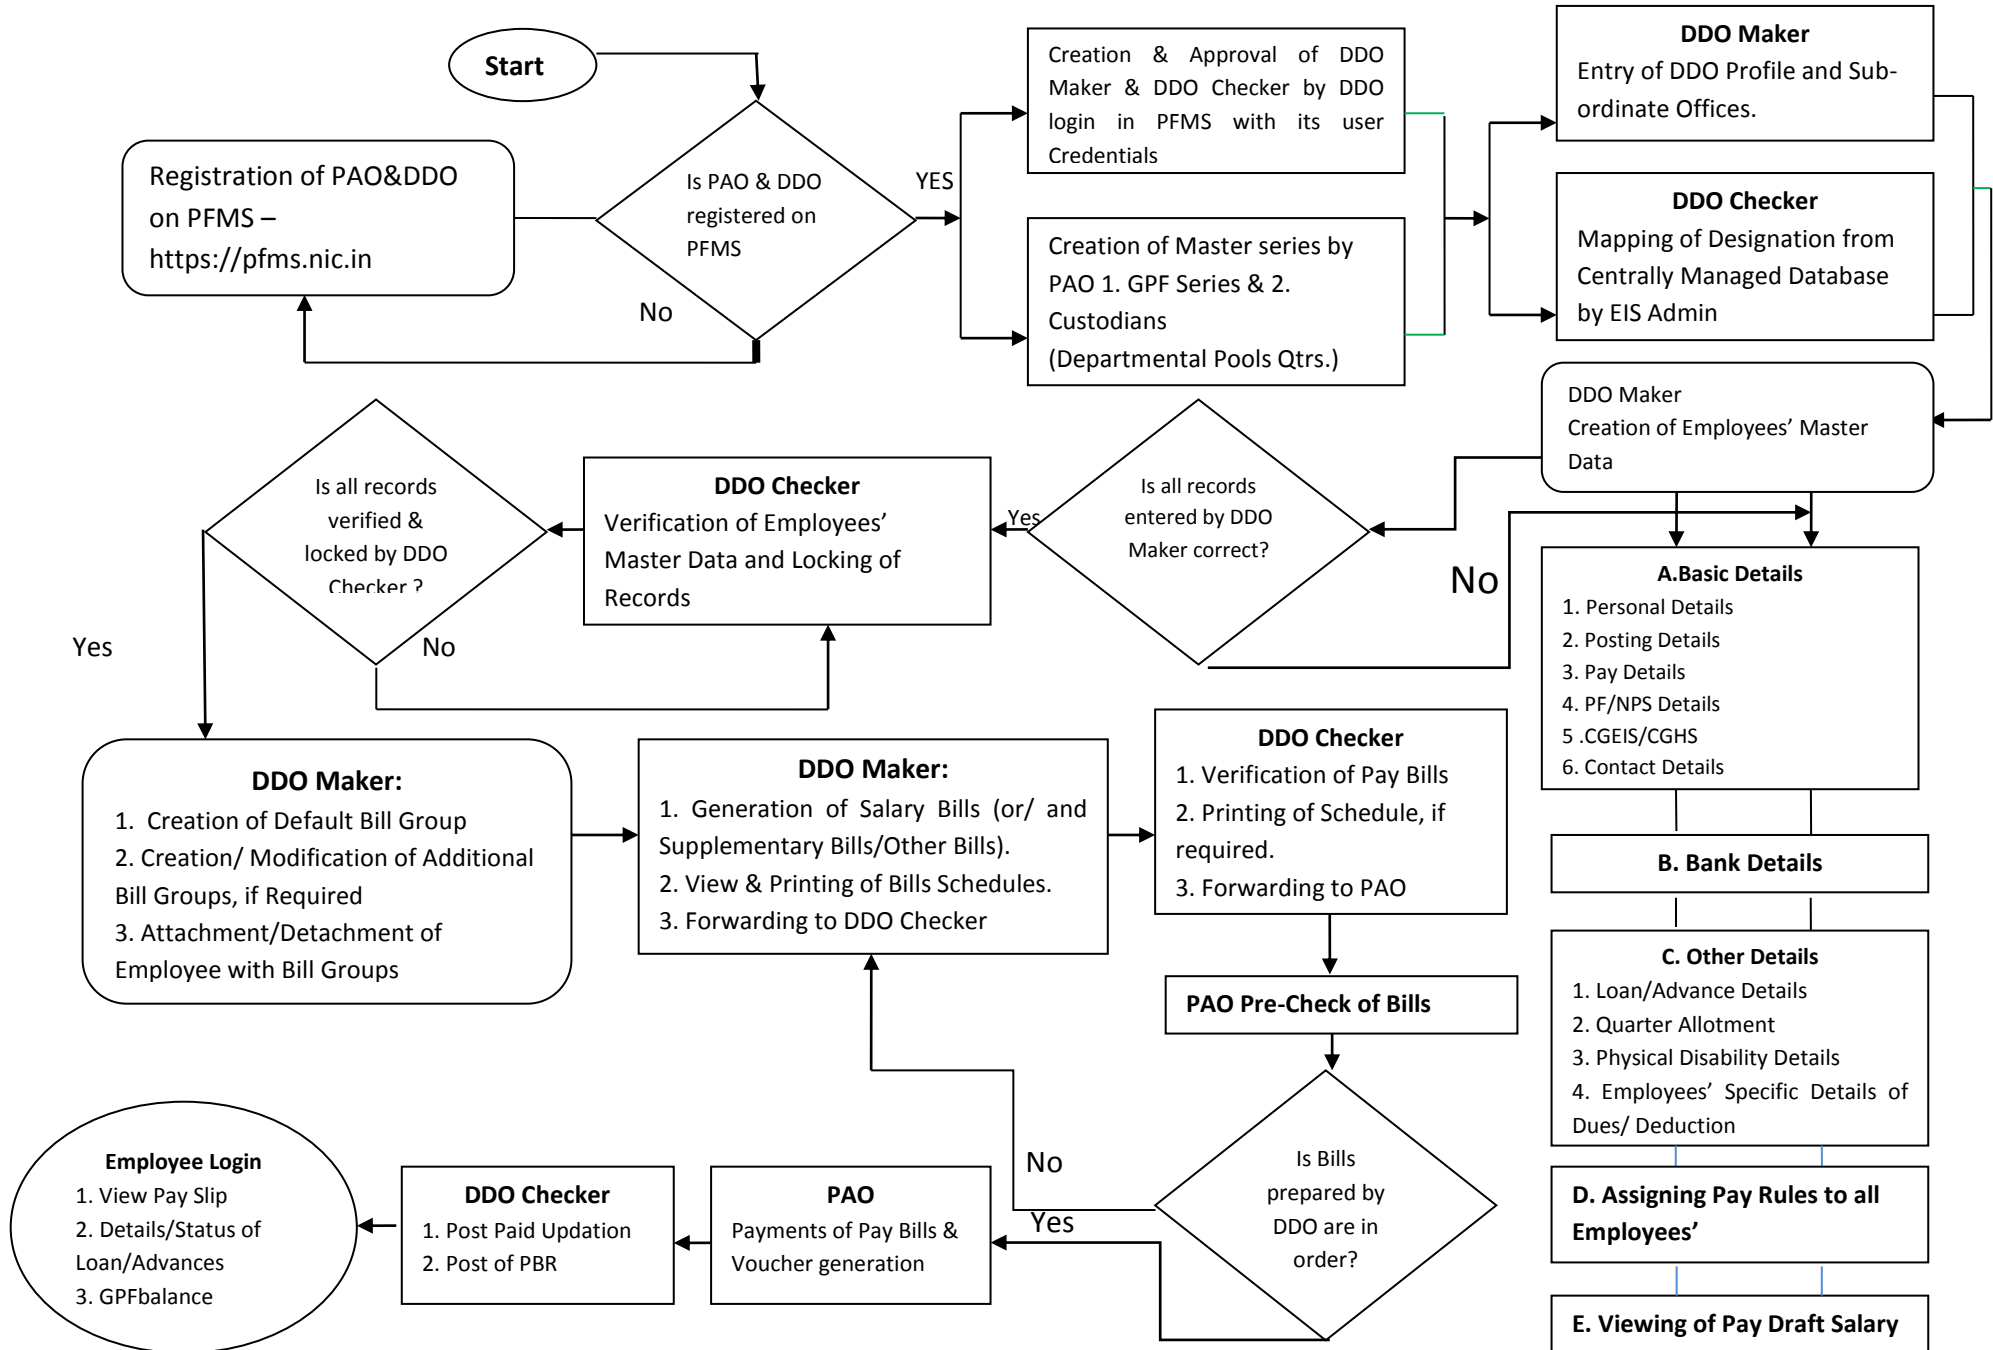 Start
Registration of PAO&DDO
on PFMS –
https://pfms.nic.in
Is PAO & DDO
registered on
PFMS
No
YES
Creation & Approval of DDO
Maker & DDO Checker by DDO
login in PFMS with its user
Credentials
Creation of Master series by
PAO 1. GPF Series & 2.
Custodians
(Departmental Pools Qtrs.)
DDO Maker
Entry of DDO Profile and Sub-
ordinate Offices.
DDO Checker
Mapping of Designation from
Centrally Managed Database
by EIS Admin
DDO Maker
Creation of Employees’ Master
Data
Is all records
entered by DDO
Maker correct?
Yes
No
DDO Checker
Verification of Employees’
Master Data and Locking of
Records
Is all records
verified &
locked by DDO
Checker ?
Yes
No
A.Basic Details
1. Personal Details
2. Posting Details
3. Pay Details
4. PF/NPS Details
5 .CGEIS/CGHS
6. Contact Details
B. Bank Details
C. Other Details
1. Loan/Advance Details
2. Quarter Allotment
3. Physical Disability Details
4. Employees’ Specific Details of
Dues/ Deduction
D. Assigning Pay Rules to all
Employees’
E. Viewing of Pay Draft Salary
DDO Maker:
1. Creation of Default Bill Group
2. Creation/ Modification of Additional
Bill Groups, if Required
3. Attachment/Detachment of
Employee with Bill Groups
DDO Maker:
1. Generation of Salary Bills (or/ and
Supplementary Bills/Other Bills).
2. View & Printing of Bills Schedules.
3. Forwarding to DDO Checker
DDO Checker
1. Verification of Pay Bills
2. Printing of Schedule, if
required.
3. Forwarding to PAO
PAO Pre-Check of Bills
Is Bills
prepared by
DDO are in
order?
No
Yes
PAO
Payments of Pay Bills &
Voucher generation
DDO Checker
1. Post Paid Updation
2. Post of PBR
Employee Login
1. View Pay Slip
2. Details/Status of
Loan/Advances
3. GPFbalance